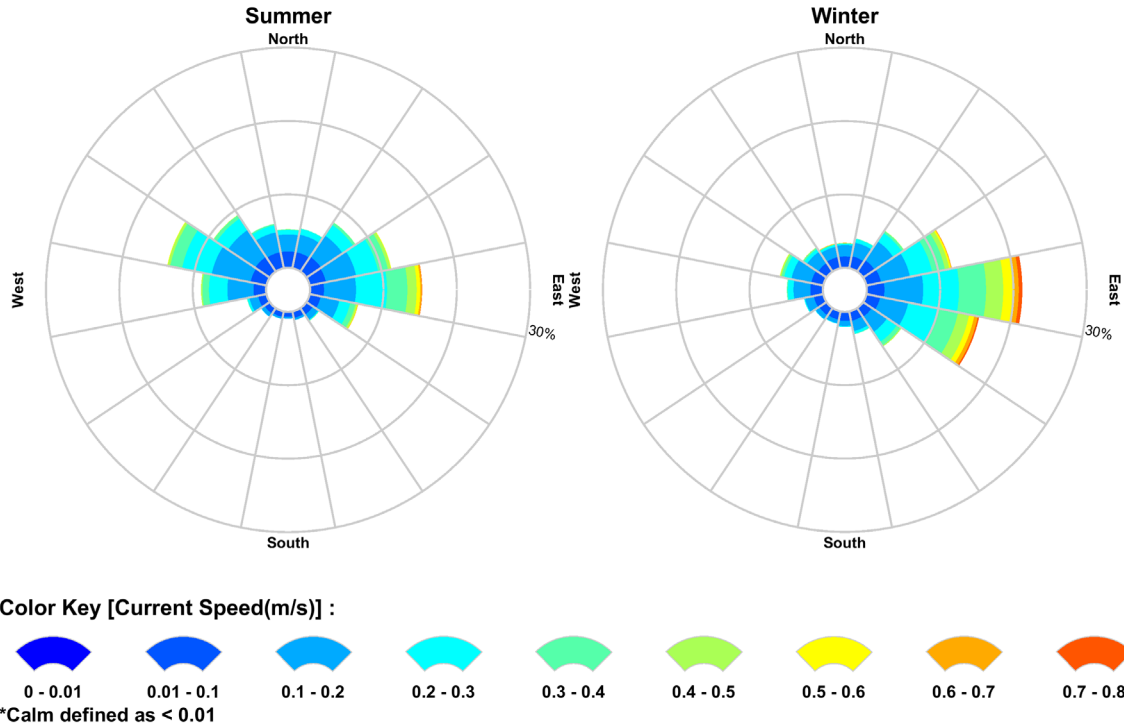 Summer
Winter
North
North
West
East
West
East
30%
30%
South
South
Color Key [Current Speed(m/s)] :
0 - 0.01
0.01 - 0.1
0.1 - 0.2
0.2 - 0.3
0.3 - 0.4
0.4 - 0.5
0.5 - 0.6
0.6 - 0.7
0.7 - 0.8
*Calm defined as < 0.01